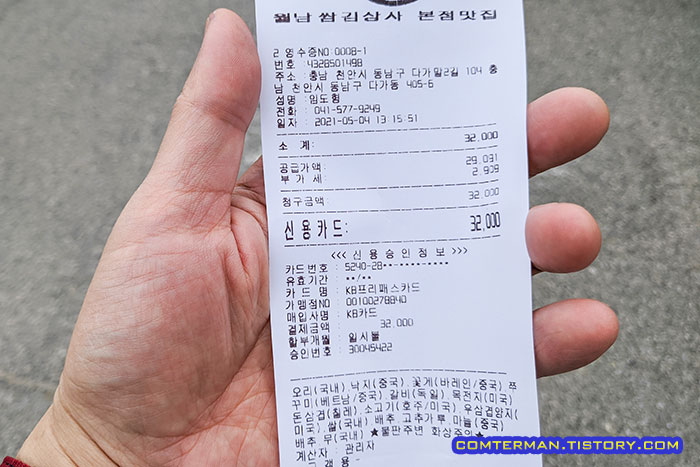 월남쌈김상사 본점맛집
영수증NO:0008-1
번호 :4328501498
주소 :충남 천안시 동남구 다가말2길 104 충
남 천안시 동남구 다가동 405-6
성명 :임도형
전화 : 041-577-9249
일자 : 2021-05-04 13:15:51
소 계: 32,000
공급가액: 29,091
부가세: 2,909
청구금액: 32,000
신용카드: 32,000
<<< 신용승인정보 >>>
카드번호 : 5240-28**-****-****
유효기간 : **/**
카 드 명 : KB프리패스카드
가맹점NO : 00100278840
매입사명 : KB카드
결제금액 : 32,000
할부개월 : 일시불
승인번호 : 30045422
오리(국내),낙지(중국),꽃게(바레인/중국) 쭈
꾸미(베트남/중국),갈비(독일),목전지(미국)
돈삼겹(칠레),소고기(호주/미국),우삼겹양지(
미국),쌀(국내) 배추 고추가루 마늘(중국)
배추 무(국내) ★불판주변 화상주의★
계산자 : 관리자
COMTERMAN.TISTORY.COM